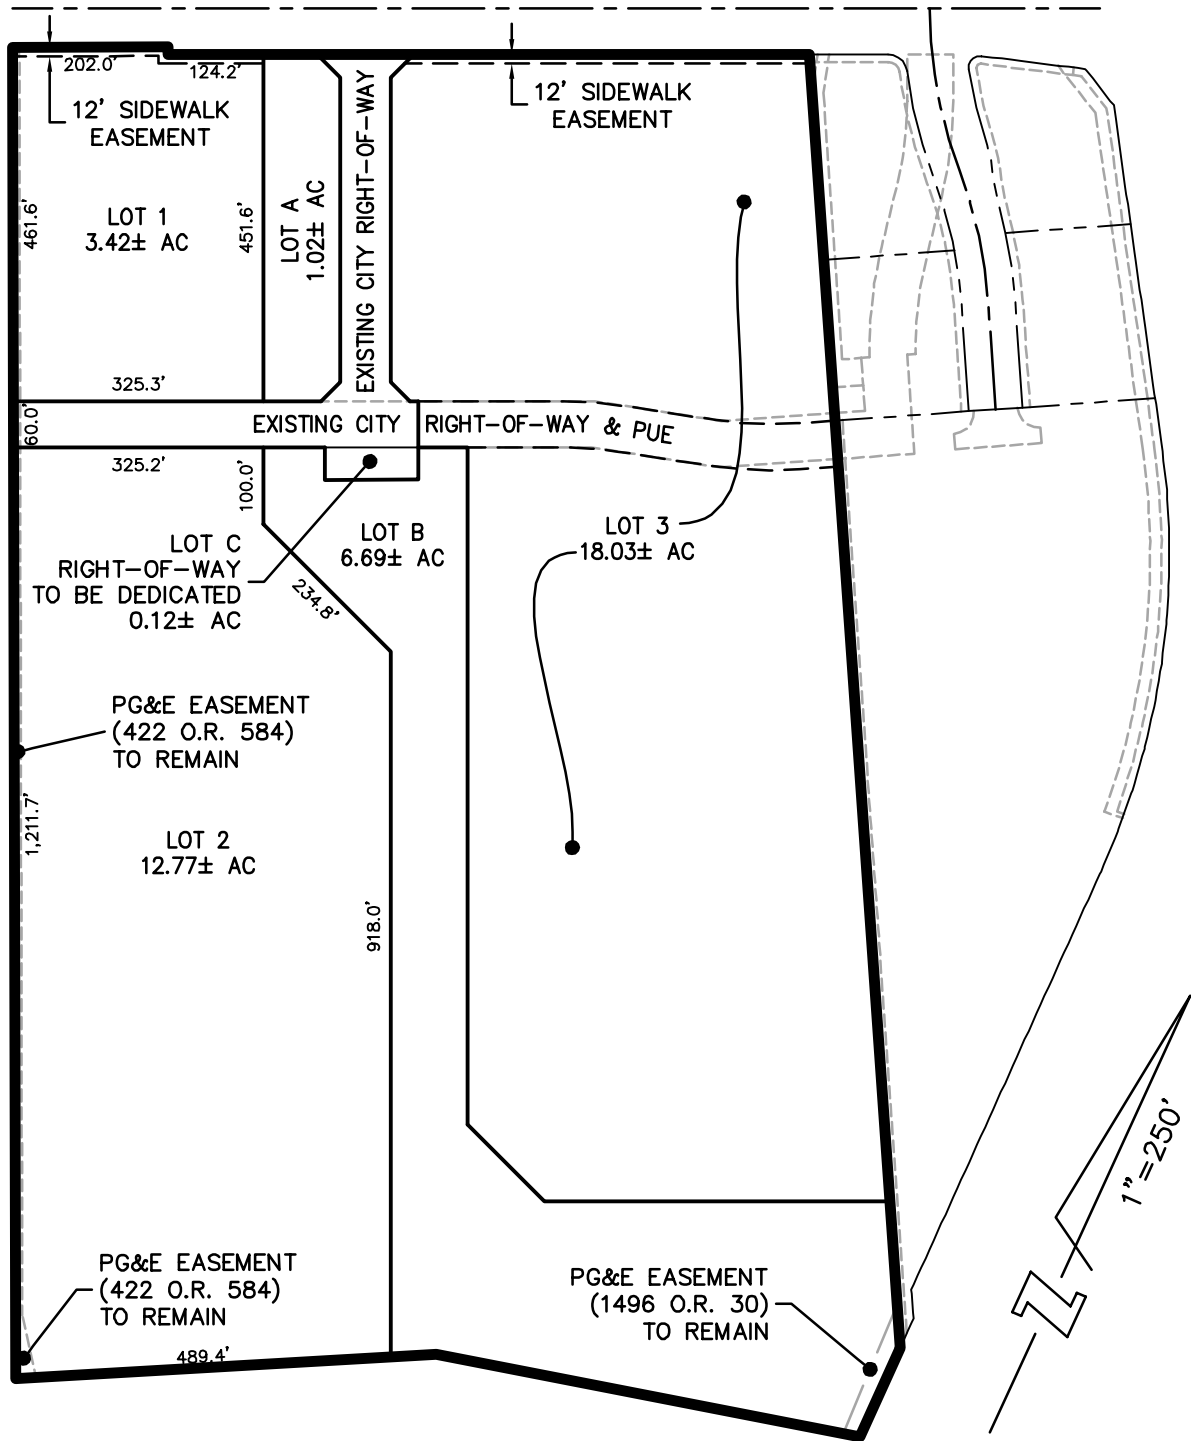 202.0'
124.2'
12' SIDEWALK
EASEMENT
12' SIDEWALK
EASEMENT
461.6'
LOT 1
3.42± AC
451.6'
LOT A
1.02± AC
EXISTING CITY RIGHT-OF-WAY
325.3'
60.0'
EXISTING CITY RIGHT-OF-WAY & PUE
325.2'
100.0'
LOT C
RIGHT-OF-WAY
TO BE DEDICATED
0.12± AC
LOT B
6.69± AC
234.8'
LOT 3
18.03± AC
PG&E EASEMENT
(422 O.R. 584)
TO REMAIN
1,211.7'
LOT 2
12.77± AC
918.0'
PG&E EASEMENT
(422 O.R. 584)
TO REMAIN
489.4'
PG&E EASEMENT
(1496 O.R. 30)
TO REMAIN
1"=250'
N